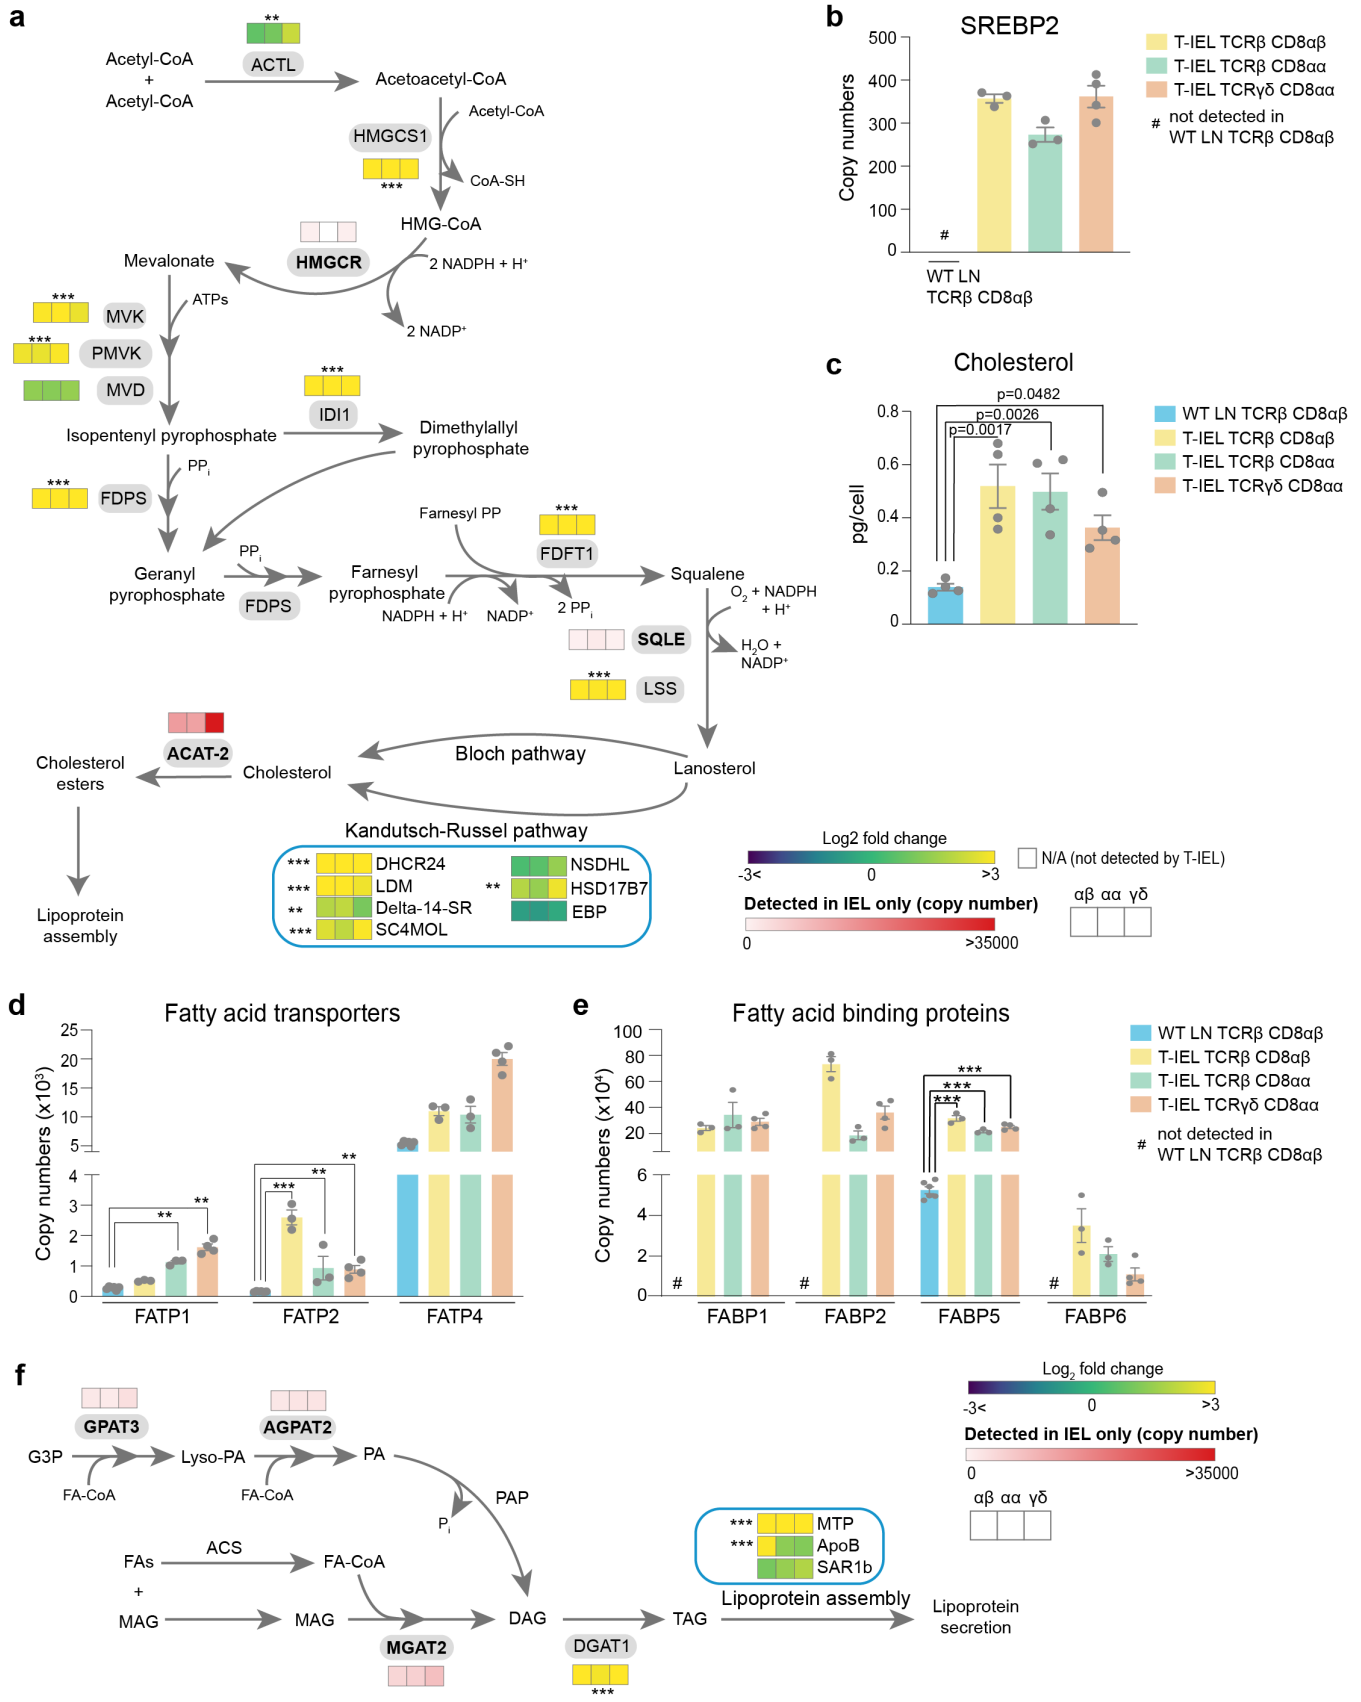 a
**
Acetyl-CoA
+
Acetyl-CoA
ACTL
Acetoacetyl-CoA
Acetyl-CoA
HMGCS1
***
CoA-SH
HMG-CoA
HMGCR
2 NADPH + H⁺
2 NADP⁺
Mevalonate
ATPs
***
MVK
***
PMVK
MVD
***
IDI1
Isopentenyl pyrophosphate
Dimethylallyl
pyrophosphate
PPᵢ
***
FDPS
Farnesyl PP
***
FDFT1
PPᵢ
Geranyl
pyrophosphate
FDPS
Farnesyl
pyrophosphate
NADPH + H⁺
NADP⁺
2 PPᵢ
Squalene
O₂ + NADPH
+ H⁺
SQLE
H₂O +
NADP⁺
***
LSS
ACAT-2
Cholesterol
esters
Cholesterol
Bloch pathway
Lanosterol
Kandutsch-Russel pathway
*** DHCR24
*** LDM
** Delta-14-SR
*** SC4MOL
NSDHL
** HSD17B7
EBP
Lipoprotein
assembly
Log2 fold change
-3< 0 >3
N/A (not detected by T-IEL)
Detected in IEL only (copy number)
0 >35000
αβ αα γδ
b
SREBP2
Copy numbers
500
400
300
200
100
0
#
WT LN
TCRβ CD8αβ
T-IEL TCRβ CD8αβ
T-IEL TCRβ CD8αα
T-IEL TCRγδ CD8αα
# not detected in
WT LN TCRβ CD8αβ
c
Cholesterol
pg/cell
0.8
0.6
0.4
0.2
0
p=0.0482
p=0.0026
p=0.0017
WT LN TCRβ CD8αβ
T-IEL TCRβ CD8αβ
T-IEL TCRβ CD8αα
T-IEL TCRγδ CD8αα
d
Fatty acid transporters
Copy numbers (x10³)
25
20
15
10
5
4
3
2
1
0
**
**
**
**
***
FATP1 FATP2 FATP4
e
Fatty acid binding proteins
Copy numbers (x10⁴)
100
80
60
40
20
6
4
2
0
# # #
***
***
***
FABP1 FABP2 FABP5 FABP6
WT LN TCRβ CD8αβ
T-IEL TCRβ CD8αβ
T-IEL TCRβ CD8αα
T-IEL TCRγδ CD8αα
# not detected in
WT LN TCRβ CD8αβ
f
GPAT3
AGPAT2
G3P
Lyso-PA
PA
FA-CoA
FA-CoA
Pᵢ
PAP
FAs
ACS
FA-CoA
+
MAG
MAG
MGAT2
DAG
DGAT1
***
TAG
*** MTP
*** ApoB
SAR1b
Lipoprotein assembly
Lipoprotein
secretion
Log₂ fold change
-3< 0 >3
Detected in IEL only (copy number)
0 >35000
αβ αα γδ